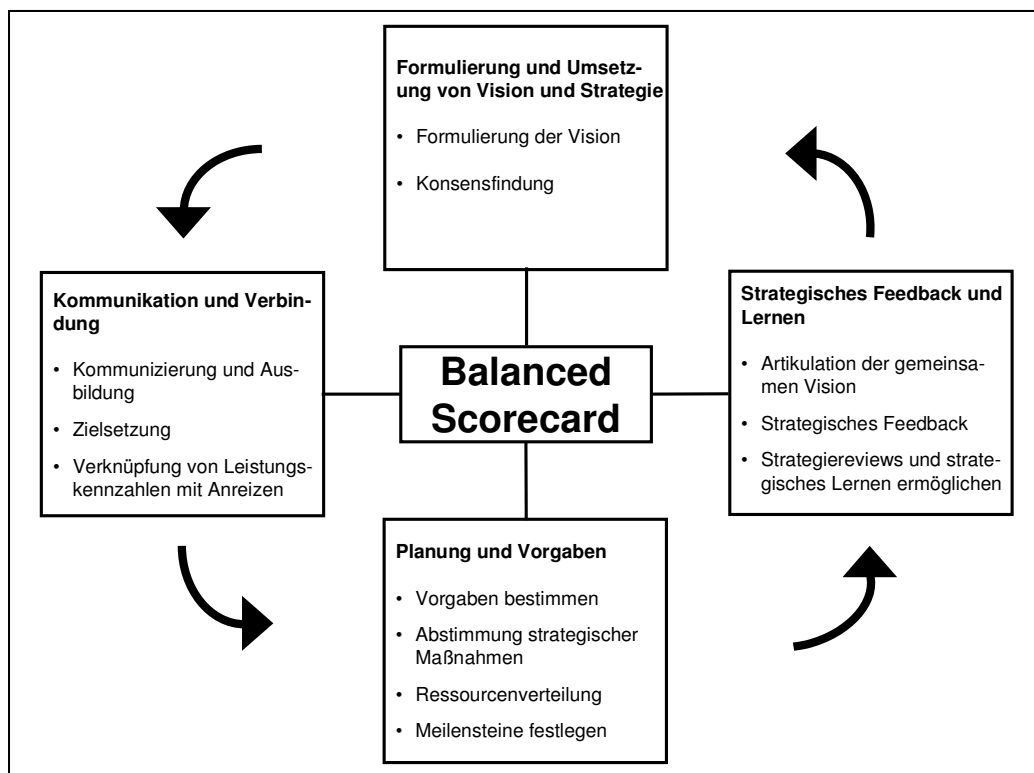 Formulierung und Umsetz-
ung von Vision und Strategie
• Formulierung der Vision
• Konsensfindung
Kommunikation und Verbin-
dung
• Kommunizierung und Aus-
bildung
• Zielsetzung
• Verknüpfung von Leistungs-
kennzahlen mit Anreizen
Balanced
Scorecard
Strategisches Feedback und
Lernen
• Artikulation der gemeinsa-
men Vision
• Strategisches Feedback
• Strategiereviews und strate-
gisches Lernen ermöglichen
Planung und Vorgaben
• Vorgaben bestimmen
• Abstimmung strategischer
Maßnahmen
• Ressourcenverteilung
• Meilensteine festlegen